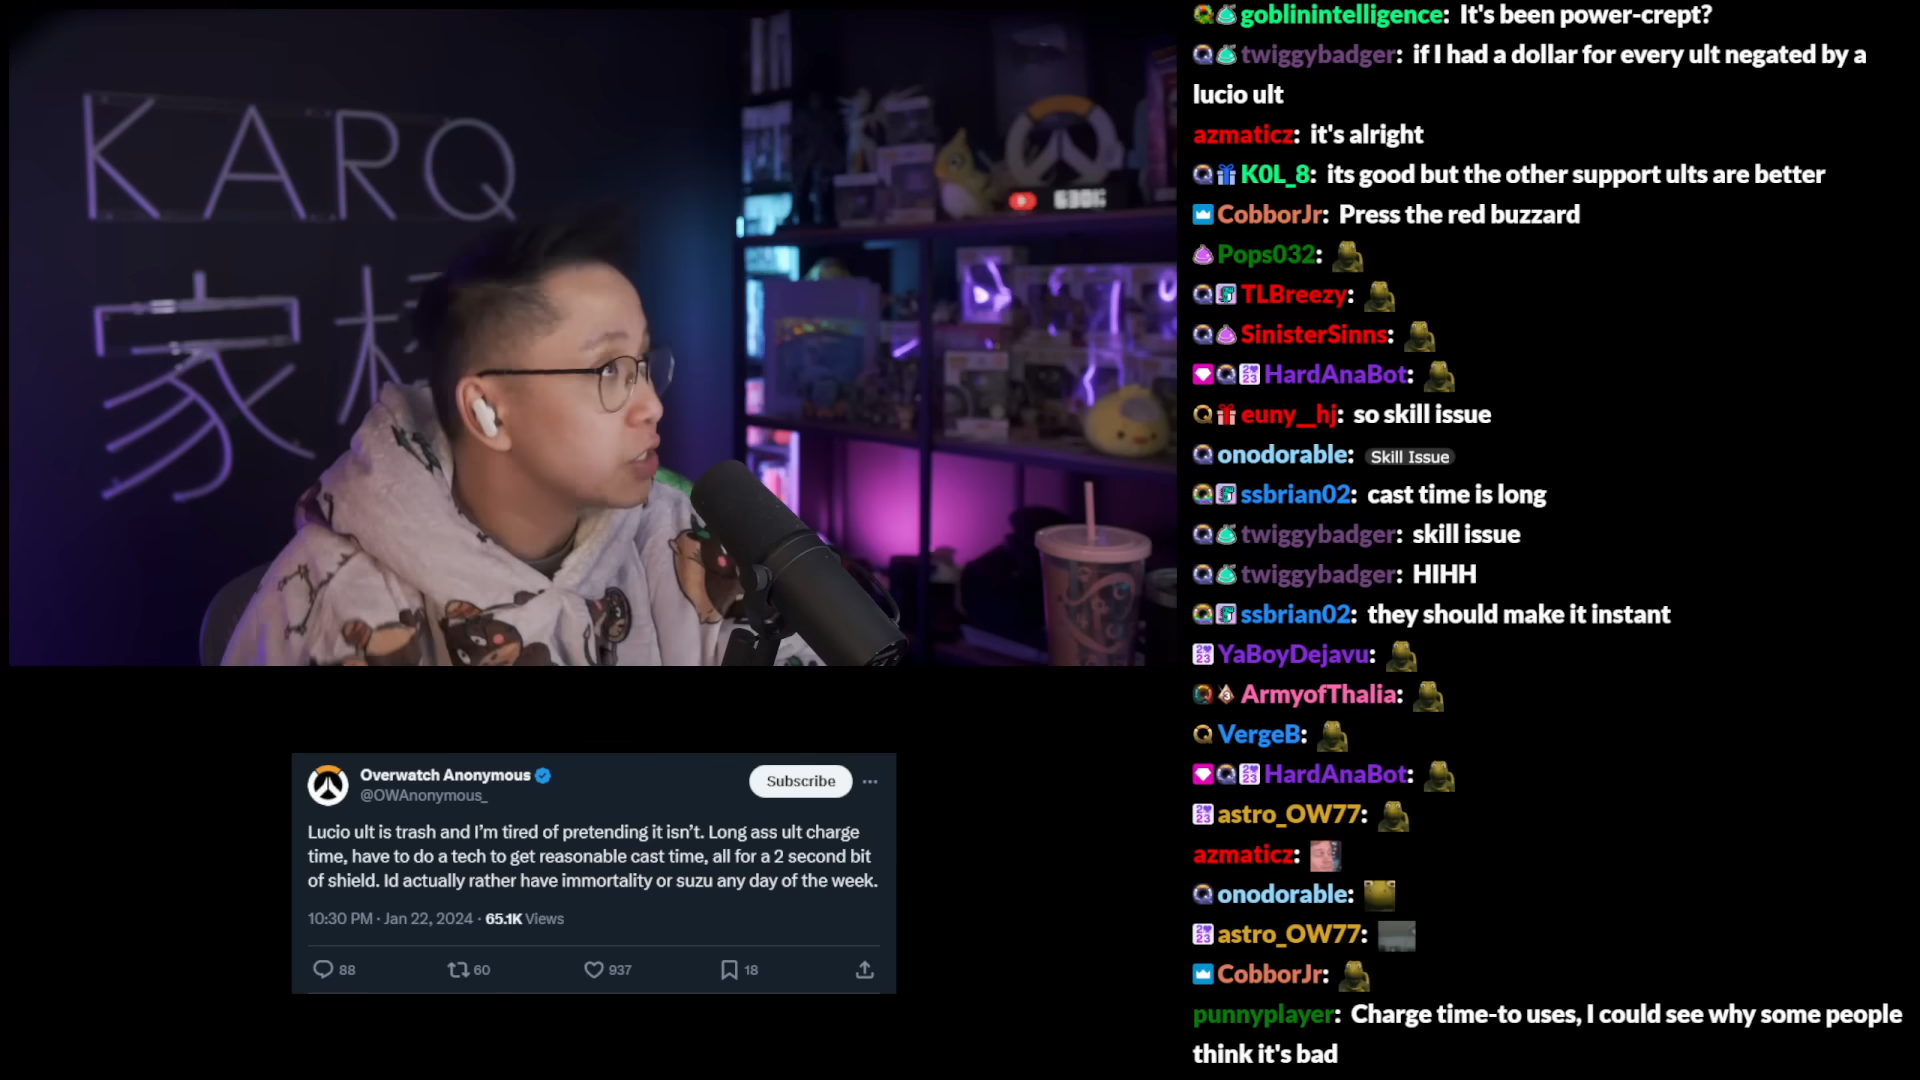 KARQ
家
630K
goblinintelligence: It's been power-crept?
twiggybadger: if I had a dollar for every ult negated by a
lucio ult
azmaticz: it's alright
K0L_8: its good but the other support ults are better
CobborJr: Press the red buzzard
Pops032:
TLBreezy:
SinisterSinns:
HardAnaBot:
euny__hj: so skill issue
onodorable: Skill Issue
ssbrian02: cast time is long
twiggybadger: skill issue
twiggybadger: HIHH
ssbrian02: they should make it instant
YaBoyDejavu:
ArmyofThalia:
VergeB:
HardAnaBot:
astro_OW77:
azmaticz:
onodorable:
astro_OW77:
CobborJr:
punnyplayer: Charge time-to uses, I could see why some people
think it's bad
Overwatch Anonymous
Subscribe
@OWAnonymous_
Lucio ult is trash and I'm tired of pretending it isn't. Long ass ult charge
time, have to do a tech to get reasonable cast time, all for a 2 second bit
of shield. Id actually rather have immortality or suzu any day of the week.
10:30 PM · Jan 22, 2024 · 65.1K Views
88 60 937 18